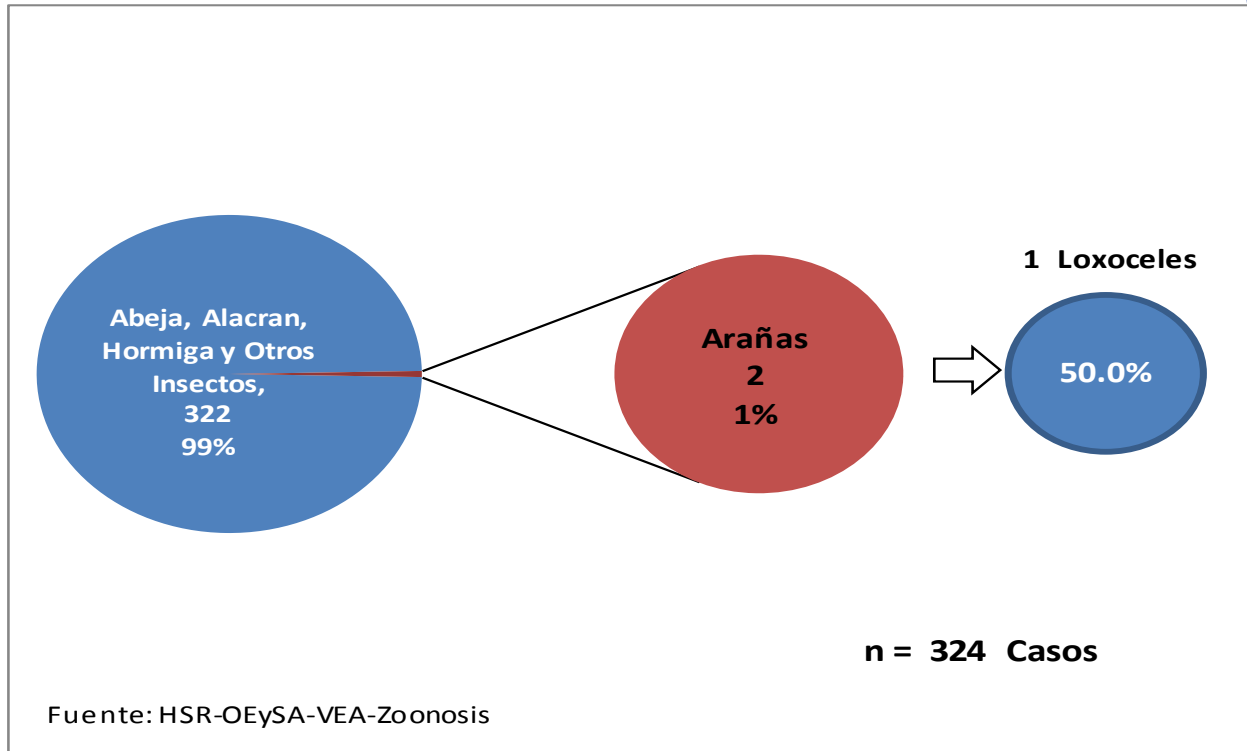 Abeja, Alacran,
Hormiga y Otros
Insectos,
322
99%
Arañas
2
1%
1 Loxoceles
50.0%
n = 324 Casos
Fuente: HSR-OEySA-VEA-Zoonosis